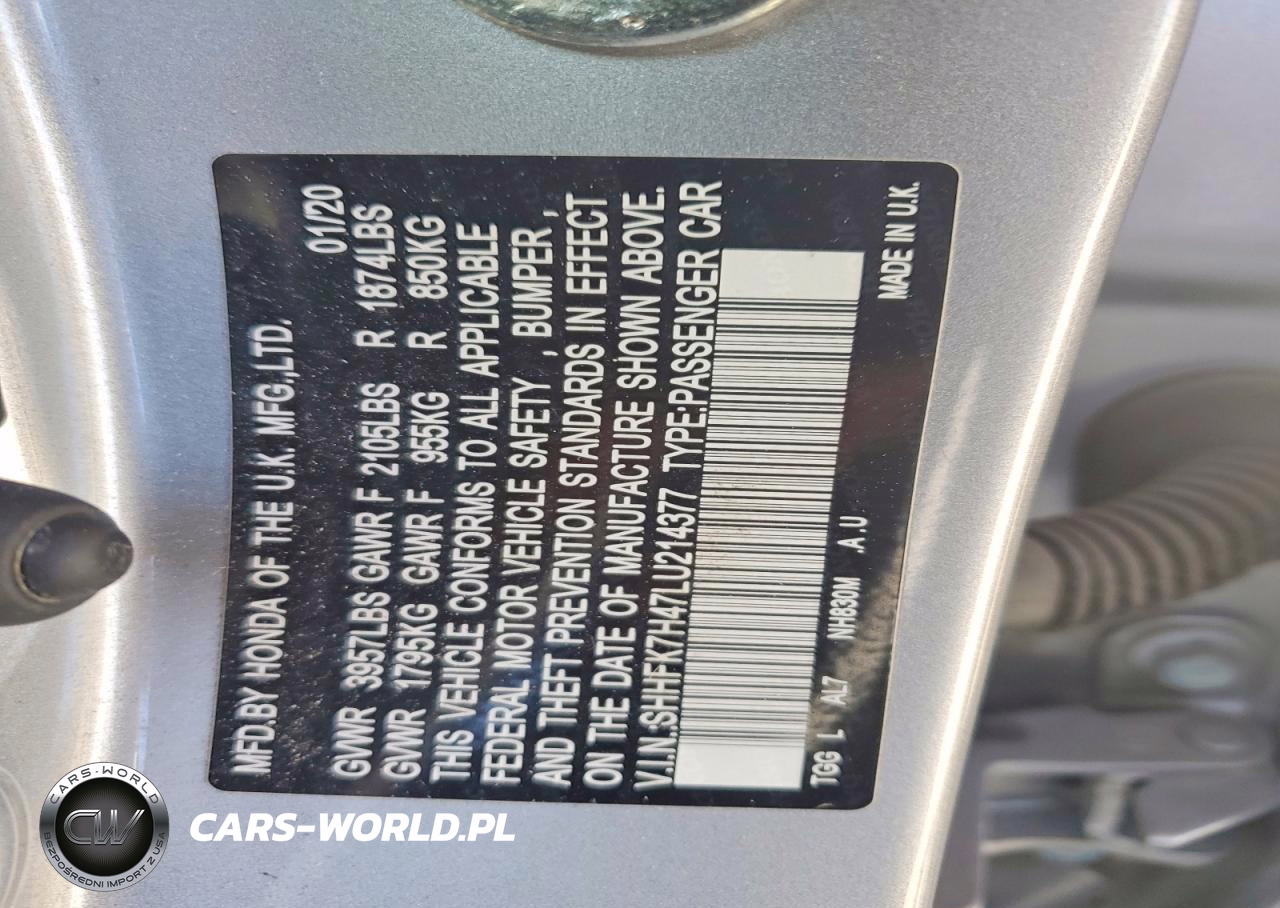 MFD.BY HONDA OF THE U.K. MFG.,LTD.
01/20
GVWR 3957LBS GAWR F 2105LBS R 1874LBS
GVWR 1795KG GAWR F 955KG R 850KG
THIS VEHICLE CONFORMS TO ALL APPLICABLE
FEDERAL MOTOR VEHICLE SAFETY , BUMPER ,
AND THEFT PREVENTION STANDARDS IN EFFECT
ON THE DATE OF MANUFACTURE SHOWN ABOVE.
V.I.N.:SHHFK7H47LU214377 TYPE:PASSENGER CAR
TGG L AL7 NH830M .A.U MADE IN U.K.
CARS-WORLD
CW
BEZPOŚREDNI IMPORT Z USA
CARS-WORLD.PL